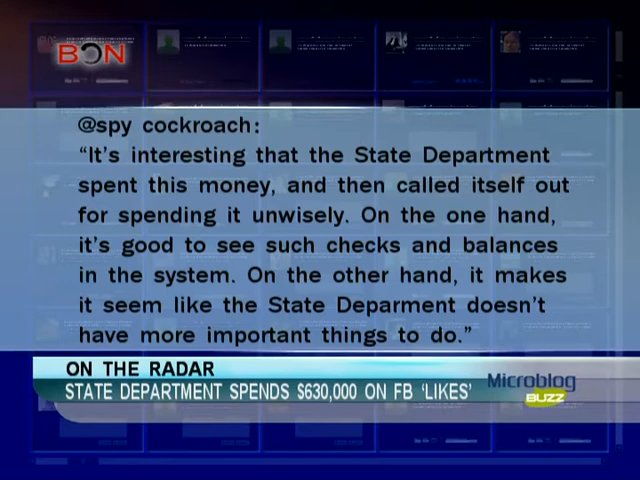 BON
@spy cockroach:
“It’s interesting that the State Department
spent this money, and then called itself out
for spending it unwisely. On the one hand,
it’s good to see such checks and balances
in the system. On the other hand, it makes
it seem like the State Deparment doesn’t
have more important things to do.”
ON THE RADAR
STATE DEPARTMENT SPENDS $630,000 ON FB ‘LIKES’
Microblog
BUZZ